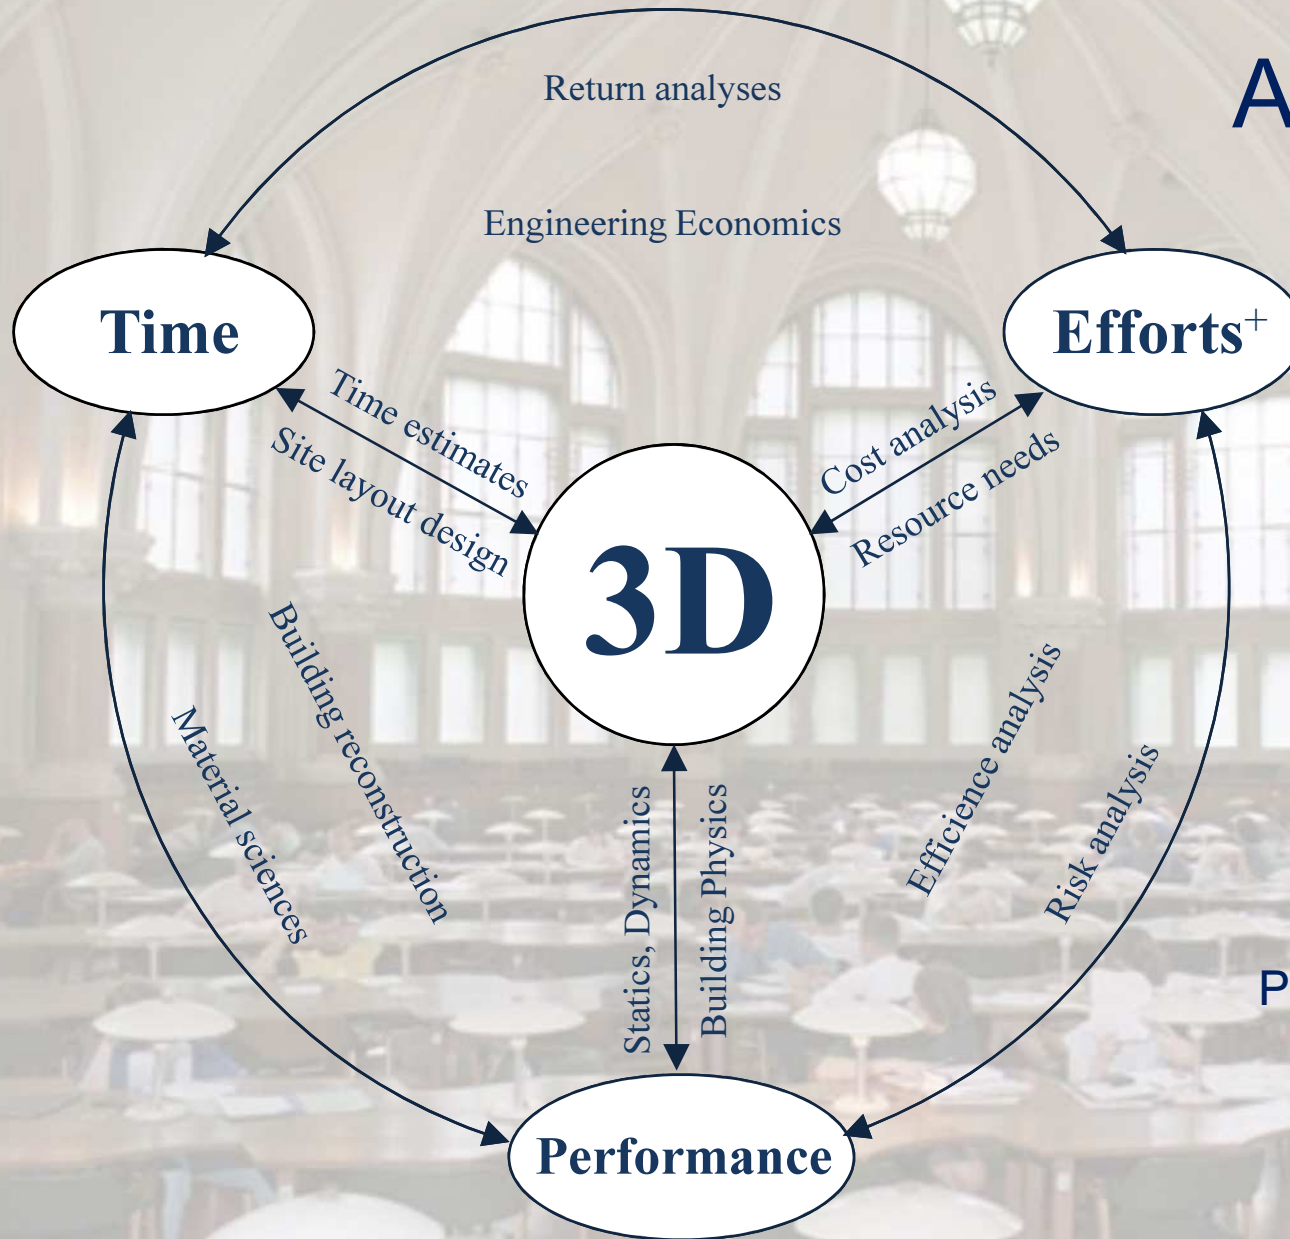 Return analyses
A
Engineering Economics
Time
Efforts+
Time estimates
Site layout design
Cost analysis
Resource needs
3D
Building reconstruction
Material sciences
Statics, Dynamics
Building Physics
Efficience analysis
Risk analysis
P
Performance